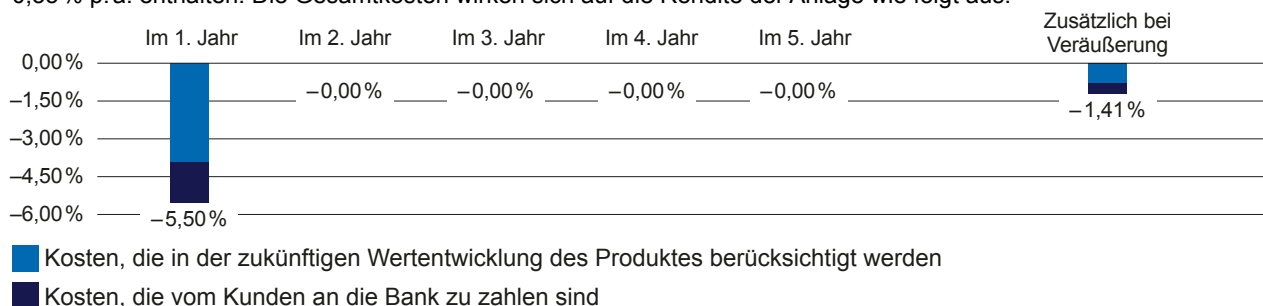 Im 1. Jahr Im 2. Jahr Im 3. Jahr Im 4. Jahr Im 5. Jahr Zusätzlich bei
Veräußerung
0,00 %
–1,50 % –0,00 % –0,00 % –0,00 % –0,00 % –1,41 %
–3,00 %
–4,50 %
–6,00 % –5,50 %
Kosten, die in der zukünftigen Wertentwicklung des Produktes berücksichtigt werden
Kosten, die vom Kunden an die Bank zu zahlen sind